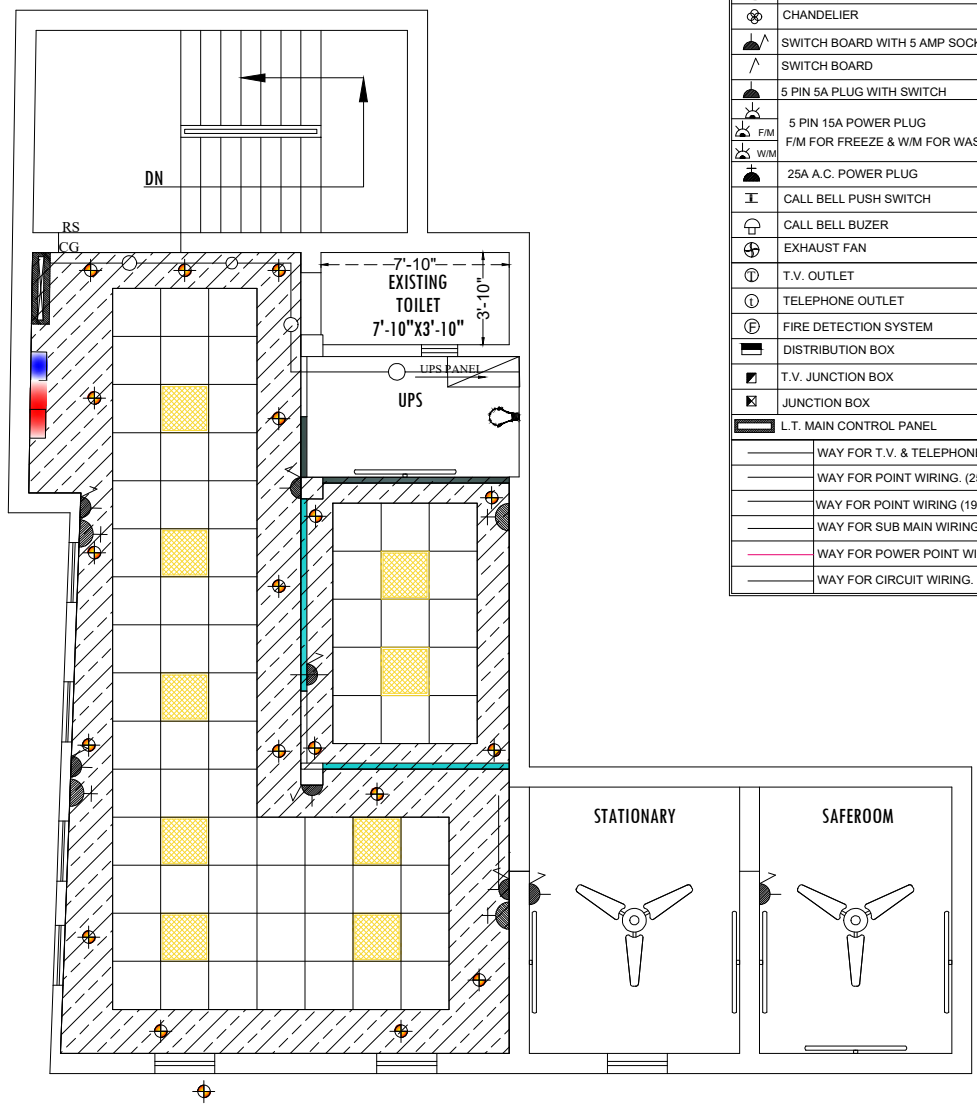 DN
RS
CG
7'-10"
EXISTING
TOILET
7'-10"X3'-10"
3'-10"
UPS PANEL
UPS
STATIONARY
SAFEROOM
CHANDELIER
SWITCH BOARD WITH 5 AMP SOCK
SWITCH BOARD
5 PIN 5A PLUG WITH SWITCH
5 PIN 15A POWER PLUG
F/M
F/M FOR FREEZE & W/M FOR WAS
W/M
25A A.C. POWER PLUG
CALL BELL PUSH SWITCH
CALL BELL BUZER
EXHAUST FAN
T T.V. OUTLET
t TELEPHONE OUTLET
F FIRE DETECTION SYSTEM
DISTRIBUTION BOX
T.V. JUNCTION BOX
JUNCTION BOX
L.T. MAIN CONTROL PANEL
WAY FOR T.V. & TELEPHON
WAY FOR POINT WIRING. (25
WAY FOR POINT WIRING (19
WAY FOR SUB MAIN WIRING
WAY FOR POWER POINT WI
WAY FOR CIRCUIT WIRING.